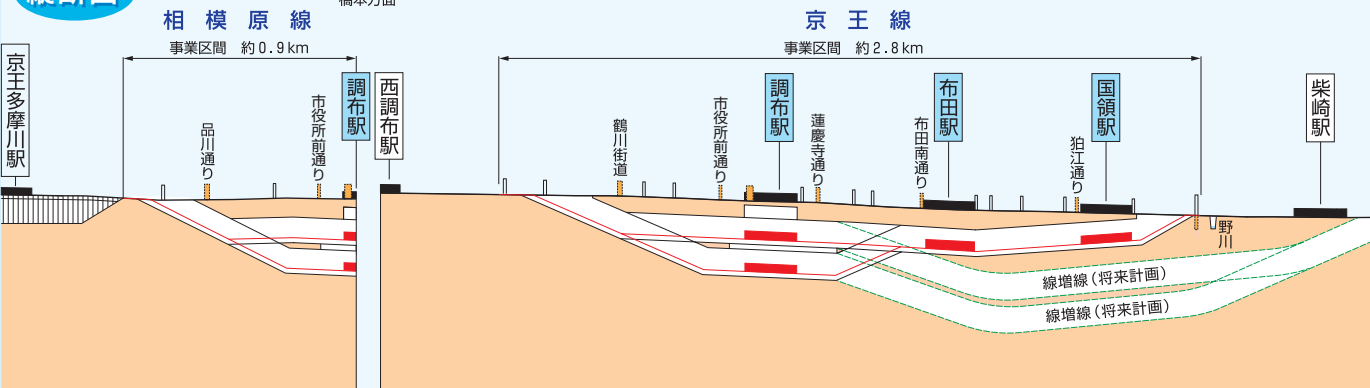 縦断図
橋本方面
相模原線
京王線
事業区間 約0.9km
事業区間 約2.8km
京王多摩川駅
品川通り
市役所前通り
調布駅
西調布駅
鶴川街道
市役所前通り
調布駅
蓮慶寺通り
布田南通り
布田駅
狛江通り
国領駅
野川
柴崎駅
線増線(将来計画)
線増線(将来計画)